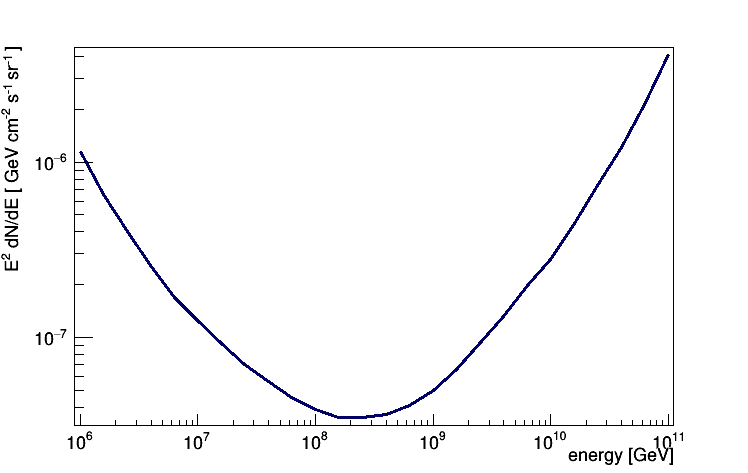 E² dN/dE [ GeV cm⁻² s⁻¹ sr⁻¹ ]
10⁻⁶
10⁻⁷
10⁶ 10⁷ 10⁸ 10⁹ 10¹⁰ 10¹¹
energy [GeV]